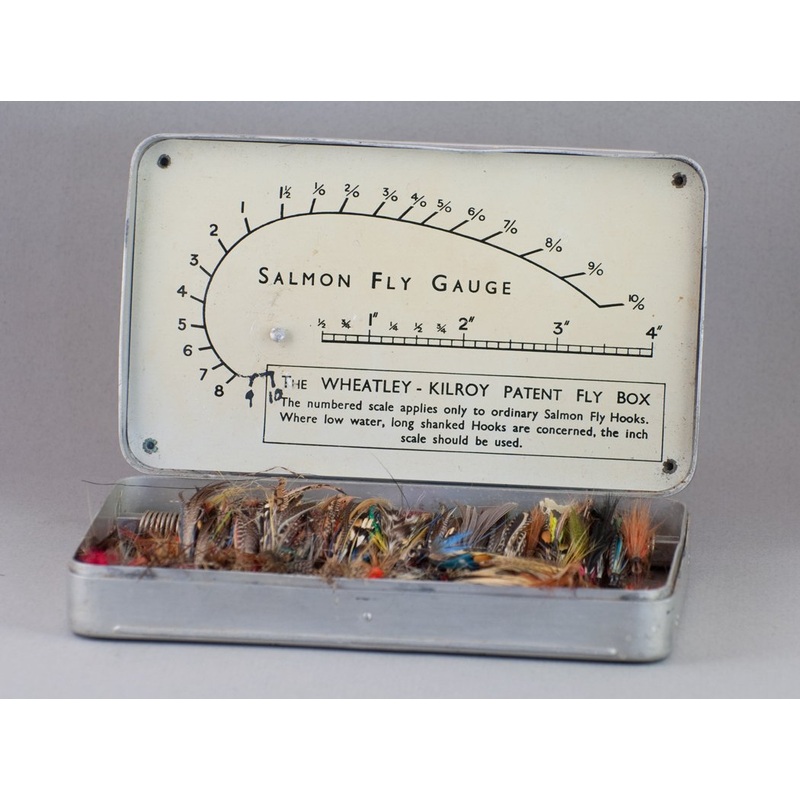 1 1½ 1/0 2/0 3/0 4/0 5/0 6/0 7/0 8/0 9/0 10/0
2
3
4
5
6
7
8
9 10
SALMON FLY GAUGE
½ ¾ 1" ¼ ½ ¾ 2" 3" 4"
THE WHEATLEY - KILROY PATENT FLY BOX
The numbered scale applies only to ordinary Salmon Fly Hooks.
Where low water, long shanked Hooks are concerned, the inch
scale should be used.